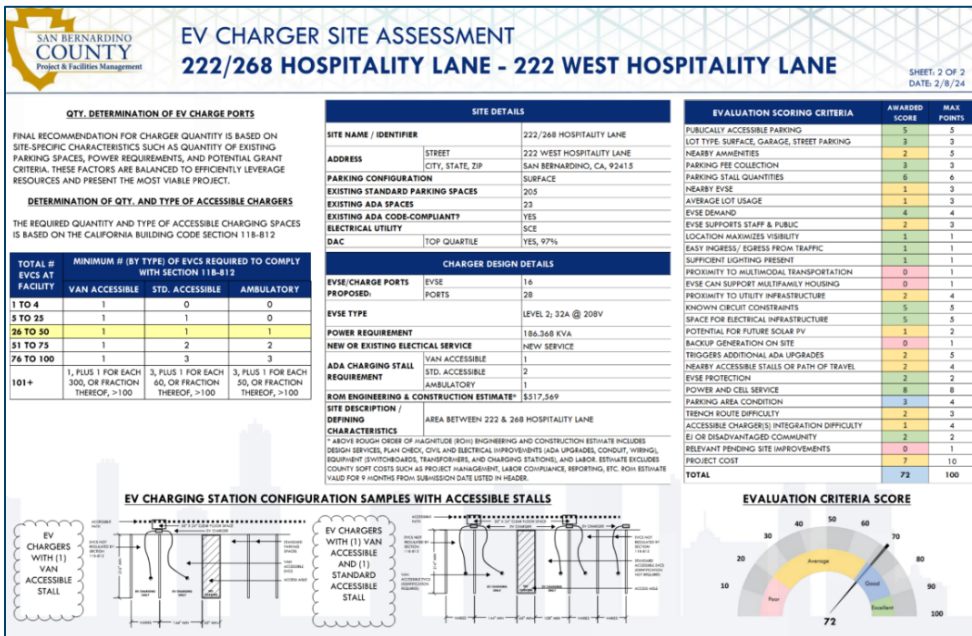 SAN BERNARDINO
COUNTY
Project & Facilities Management
EV CHARGER SITE ASSESSMENT
222/268 HOSPITALITY LANE - 222 WEST HOSPITALITY LANE
SHEET: 2 OF 2
DATE: 2/8/24
QTY. DETERMINATION OF EV CHARGE PORTS
FINAL RECOMMENDATION FOR CHARGER QUANTITY IS BASED ON
SITE-SPECIFIC CHARACTERISTICS SUCH AS QUANTITY OF EXISTING
PARKING SPACES, POWER REQUIREMENTS, AND POTENTIAL GRANT
CRITERIA. THESE FACTORS ARE BALANCED TO EFFICIENTLY LEVERAGE
RESOURCES AND PRESENT THE MOST VIABLE PROJECT.
DETERMINATION OF QTY. AND TYPE OF ACCESSIBLE CHARGERS
THE REQUIRED QUANTITY AND TYPE OF ACCESSIBLE CHARGING SPACES
IS BASED ON THE CALIFORNIA BUILDING CODE SECTION 11B-812
TOTAL # EVCS AT FACILITY
MINIMUM # (BY TYPE) OF EVCS REQUIRED TO COMPLY WITH SECTION 11B-812
VAN ACCESSIBLE STD. ACCESSIBLE AMBULATORY
1 TO 4 1 0 0
5 TO 25 1 1 0
26 TO 50 1 1 1
51 TO 75 1 2 2
76 TO 100 1 3 3
101+ 1, PLUS 1 FOR EACH 300, OR FRACTION THEREOF, >100 3, PLUS 1 FOR EACH 60, OR FRACTION THEREOF, >100 3, PLUS 1 FOR EACH 50, OR FRACTION THEREOF, >100
SITE DETAILS
SITE NAME / IDENTIFIER 222/268 HOSPITALITY LANE
ADDRESS STREET 222 WEST HOSPITALITY LANE
CITY, STATE, ZIP SAN BERNARDINO, CA, 92415
PARKING CONFIGURATION SURFACE
EXISTING STANDARD PARKING SPACES 205
EXISTING ADA SPACES 23
EXISTING ADA CODE-COMPLIANT? YES
ELECTRICAL UTILITY SCE
DAC TOP QUARTILE YES, 97%
CHARGER DESIGN DETAILS
EVSE/CHARGE PORTS PROPOSED: EVSE 16
PORTS 28
EVSE TYPE LEVEL 2; 32A @ 208V
POWER REQUIREMENT 186.368 KVA
NEW OR EXISTING ELECTICAL SERVICE NEW SERVICE
ADA CHARGING STALL REQUIREMENT VAN ACCESSIBLE 1
STD. ACCESSIBLE 2
AMBULATORY 1
ROM ENGINEERING & CONSTRUCTION ESTIMATE* $517,569
SITE DESCRIPTION / DEFINING CHARACTERISTICS AREA BETWEEN 222 & 268 HOSPITALITY LANE
* ABOVE ROUGH ORDER OF MAGNITUDE (ROM) ENGINEERING AND CONSTRUCTION ESTIMATE INCLUDES
DESIGN SERVICES, PLAN CHECK, CIVIL AND ELECTRICAL IMPROVEMENTS (ADA UPGRADES, CONDUIT, WIRING),
EQUIPMENT (SWITCHBOARDS, TRANSFORMERS, AND CHARGING STATIONS), AND LABOR. ESTIMATE EXCLUDES
COUNTY SOFT COSTS SUCH AS PROJECT MANAGEMENT, LABOR COMPLIANCE, REPORTING, ETC. ROM ESTIMATE
VALID FOR 9 MONTHS FROM SUBMISSION DATE LISTED IN HEADER.
EVALUATION SCORING CRITERIA AWARDED SCORE MAX POINTS
PUBLICALLY ACCESSIBLE PARKING 5 5
LOT TYPE: SURFACE, GARAGE, STREET PARKING 3 3
NEARBY AMMENITIES 2 5
PARKING FEE COLLECTION 3 3
PARKING STALL QUANTITIES 6 6
NEARBY EVSE 1 3
AVERAGE LOT USAGE 1 3
EVSE DEMAND 4 4
EVSE SUPPORTS STAFF & PUBLIC 2 3
LOCATION MAXIMIZES VISIBILITY 1 1
EASY INGRESS/ EGRESS FROM TRAFFIC 1 1
SUFFICIENT LIGHTING PRESENT 1 1
PROXIMITY TO MULTIMODAL TRANSPORTATION 0 1
EVSE CAN SUPPORT MULTIFAMILY HOUSING 0 1
PROXIMITY TO UTILITY INFRASTRUCTURE 2 4
KNOWN CIRCUIT CONSTRAINTS 5 5
SPACE FOR ELECTRICAL INFRASTRUCTURE 5 5
POTENTIAL FOR FUTURE SOLAR PV 1 2
BACKUP GENERATION ON SITE 0 1
TRIGGERS ADDITIONAL ADA UPGRADES 2 5
NEARBY ACCESSIBLE STALLS OR PATH OF TRAVEL 2 4
EVSE PROTECTION 2 2
POWER AND CELL SERVICE 8 8
PARKING AREA CONDITION 3 4
TRENCH ROUTE DIFFICULTY 2 3
ACCESSIBLE CHARGER(S) INTEGRATION DIFFICULTY 1 4
EJ OR DISADVANTAGED COMMUNITY 2 2
RELEVANT PENDING SITE IMPROVEMENTS 0 1
PROJECT COST 7 10
TOTAL 72 100
EV CHARGING STATION CONFIGURATION SAMPLES WITH ACCESSIBLE STALLS
EV
CHARGERS
WITH (1)
VAN
ACCESSIBLE
STALL
EV CHARGERS
WITH (1) VAN
ACCESSIBLE
AND (1)
STANDARD
ACCESSIBLE
STALL
EVALUATION CRITERIA SCORE
10
20
30
40
50
60
70
80
90
100
Poor
Average
Good
Excellent
72